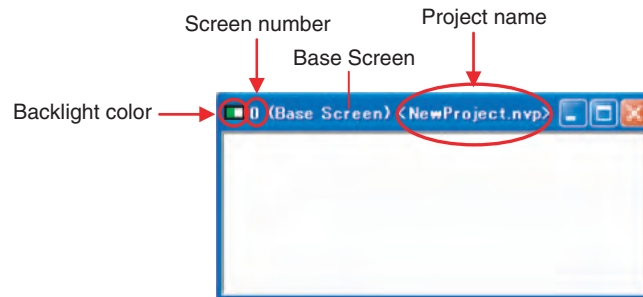 Screen number
Project name
Base Screen
Backlight color
0 (Base Screen) <NewProject.nvp>